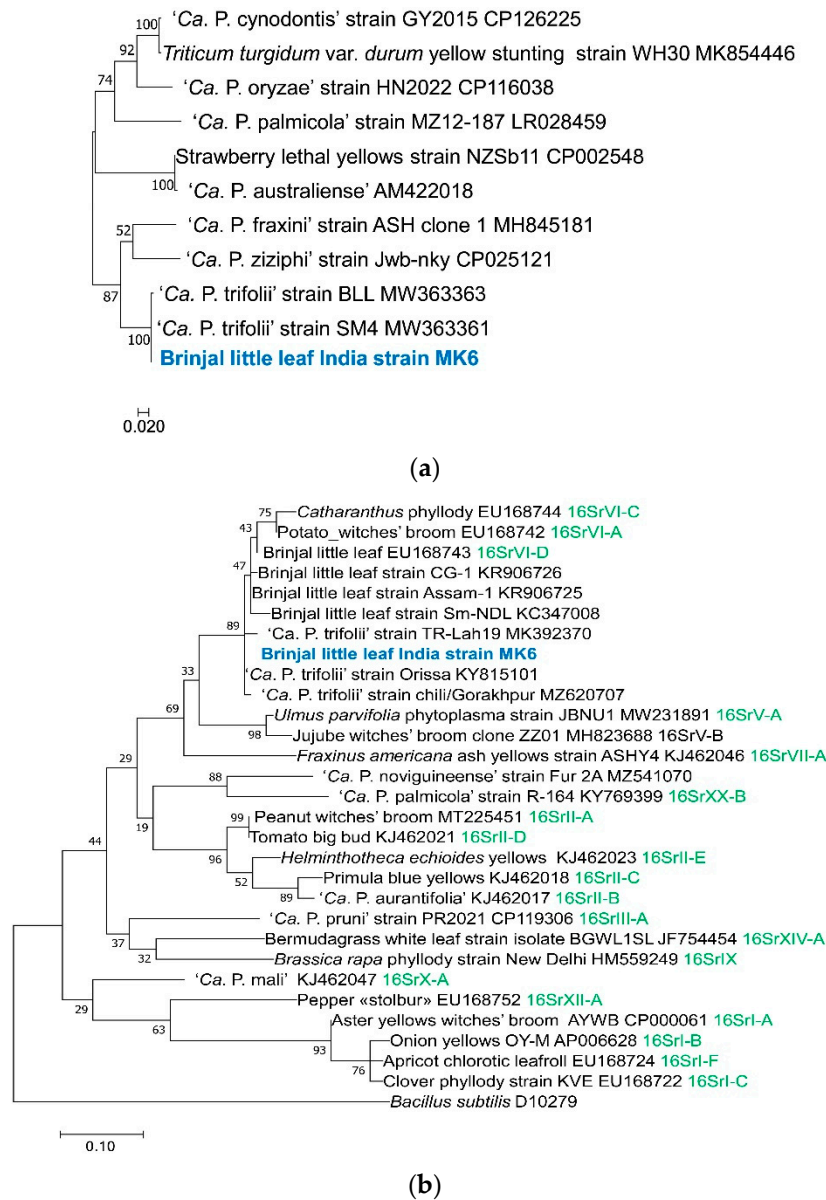 100
'Ca. P. cynodontis' strain GY2015 CP126225
92
Triticum turgidum var. durum yellow stunting strain WH30 MK854446
74
'Ca. P. oryzae' strain HN2022 CP116038
'Ca. P. palmicola' strain MZ12-187 LR028459
Strawberry lethal yellows strain NZSb11 CP002548
100
'Ca. P. australiense' AM422018
52
'Ca. P. fraxini' strain ASH clone 1 MH845181
'Ca. P. ziziphi' strain Jwb-nky CP025121
87
'Ca. P. trifolii' strain BLL MW363363
'Ca. P. trifolii' strain SM4 MW363361
100
Brinjal little leaf India strain MK6
0.020
(a)
75
Catharanthus phyllody EU168744 16SrVI-C
43
Potato_witches' broom EU168742 16SrVI-A
Brinjal little leaf EU168743 16SrVI-D
47
Brinjal little leaf strain CG-1 KR906726
Brinjal little leaf strain Assam-1 KR906725
Brinjal little leaf strain Sm-NDL KC347008
89
'Ca. P. trifolii' strain TR-Lah19 MK392370
Brinjal little leaf India strain MK6
33
'Ca. P. trifolii' strain Orissa KY815101
'Ca. P. trifolii' strain chili/Gorakhpur MZ620707
69
Ulmus parvifolia phytoplasma strain JBNU1 MW231891 16SrV-A
98
Jujube witches' broom clone ZZ01 MH823688 16SrV-B
Fraxinus americana ash yellows strain ASHY4 KJ462046 16SrVII-A
29
88
'Ca. P. noviguineense' strain Fur 2A MZ541070
'Ca. P. palmicola' strain R-164 KY769399 16SrXX-B
19
99
Peanut witches' broom MT225451 16SrII-A
Tomato big bud KJ462021 16SrII-D
44
96
Helminthotheca echioides yellows KJ462023 16SrII-E
52
Primula blue yellows KJ462018 16SrII-C
89
'Ca. P. aurantifolia' KJ462017 16SrII-B
'Ca. P. pruni' strain PR2021 CP119306 16SrIII-A
37
Bermudagrass white leaf strain isolate BGWL1SL JF754454 16SrXIV-A
32
Brassica rapa phyllody strain New Delhi HM559249 16SrIX
'Ca. P. mali' KJ462047 16SrX-A
29
Pepper «stolbur» EU168752 16SrXII-A
63
Aster yellows witches' broom AYWB CP000061 16SrI-A
93
Onion yellows OY-M AP006628 16SrI-B
Apricot chlorotic leafroll EU168724 16SrI-F
76
Clover phyllody strain KVE EU168722 16SrI-C
Bacillus subtilis D10279
0.10
(b)